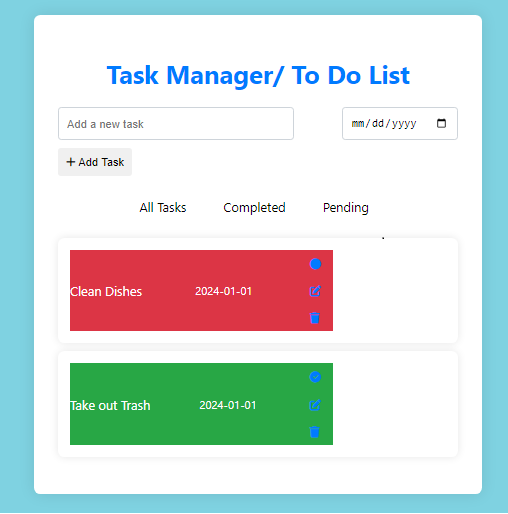 Task Manager/ To Do List
Add a new task
mm/dd/yyyy
+ Add Task
All Tasks Completed Pending
Clean Dishes 2024-01-01
Take out Trash 2024-01-01